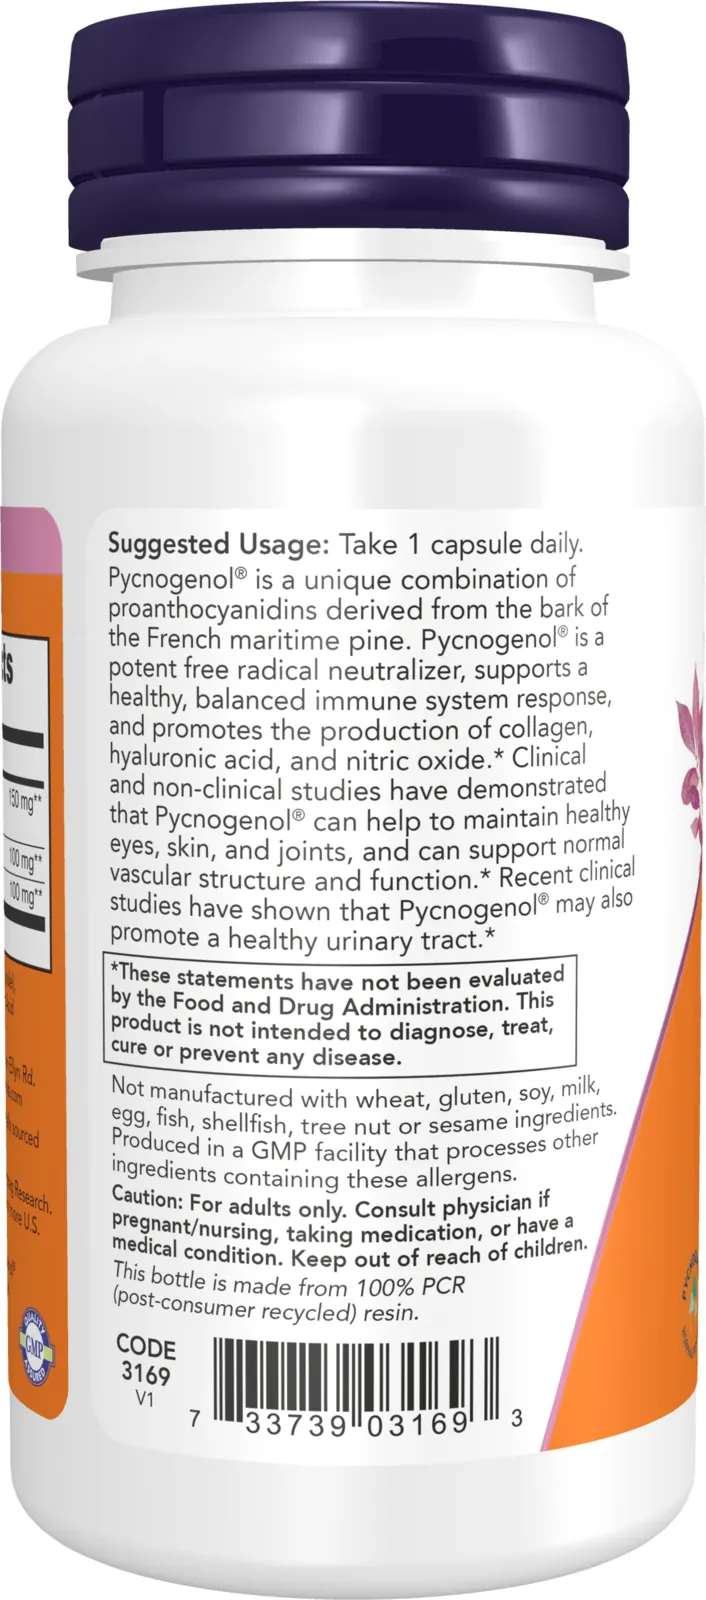 Suggested Usage: Take 1 capsule daily.
Pycnogenol® is a unique combination of
proanthocyanidins derived from the bark of
the French maritime pine. Pycnogenol® is a
potent free radical neutralizer, supports a
healthy, balanced immune system response,
and promotes the production of collagen,
hyaluronic acid, and nitric oxide.* Clinical
and non-clinical studies have demonstrated
that Pycnogenol® can help to maintain healthy
eyes, skin, and joints, and can support normal
vascular structure and function.* Recent clinical
studies have shown that Pycnogenol® may also
promote a healthy urinary tract.*
*These statements have not been evaluated
by the Food and Drug Administration. This
product is not intended to diagnose, treat,
cure or prevent any disease.
Not manufactured with wheat, gluten, soy, milk,
egg, fish, shellfish, tree nut or sesame ingredients.
Produced in a GMP facility that processes other
ingredients containing these allergens.
Caution: For adults only. Consult physician if
pregnant/nursing, taking medication, or have a
medical condition. Keep out of reach of children.
This bottle is made from 100% PCR
(post-consumer recycled) resin.
CODE
3169
V1
7 33739 03169 3
150 mg**
100 mg**
100 mg**
Ellyn Rd.
sourced
Research.
more U.S.
QUALITY
GMP
ASSURED